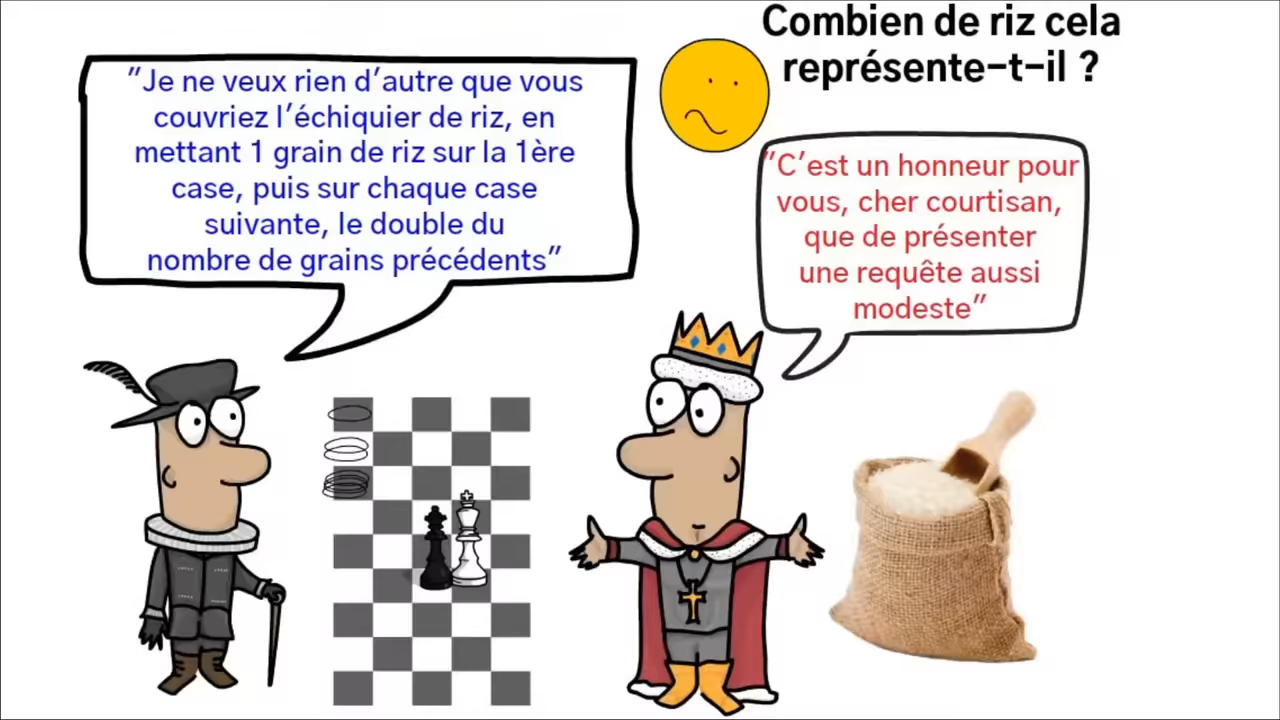 Combien de riz cela
représente-t-il ?
"Je ne veux rien d'autre que vous
couvriez l'échiquier de riz, en
mettant 1 grain de riz sur la 1ère
case, puis sur chaque case
suivante, le double du
nombre de grains précédents"
"C'est un honneur pour
vous, cher courtisan,
que de présenter
une requête aussi
modeste"